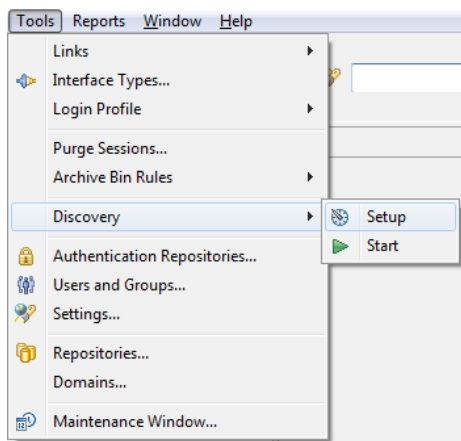 Tools Reports Window Help
Links
Interface Types...
Login Profile
Purge Sessions...
Archive Bin Rules
Discovery
Setup
Start
Authentication Repositories...
Users and Groups...
Settings...
Repositories...
Domains...
Maintenance Window...